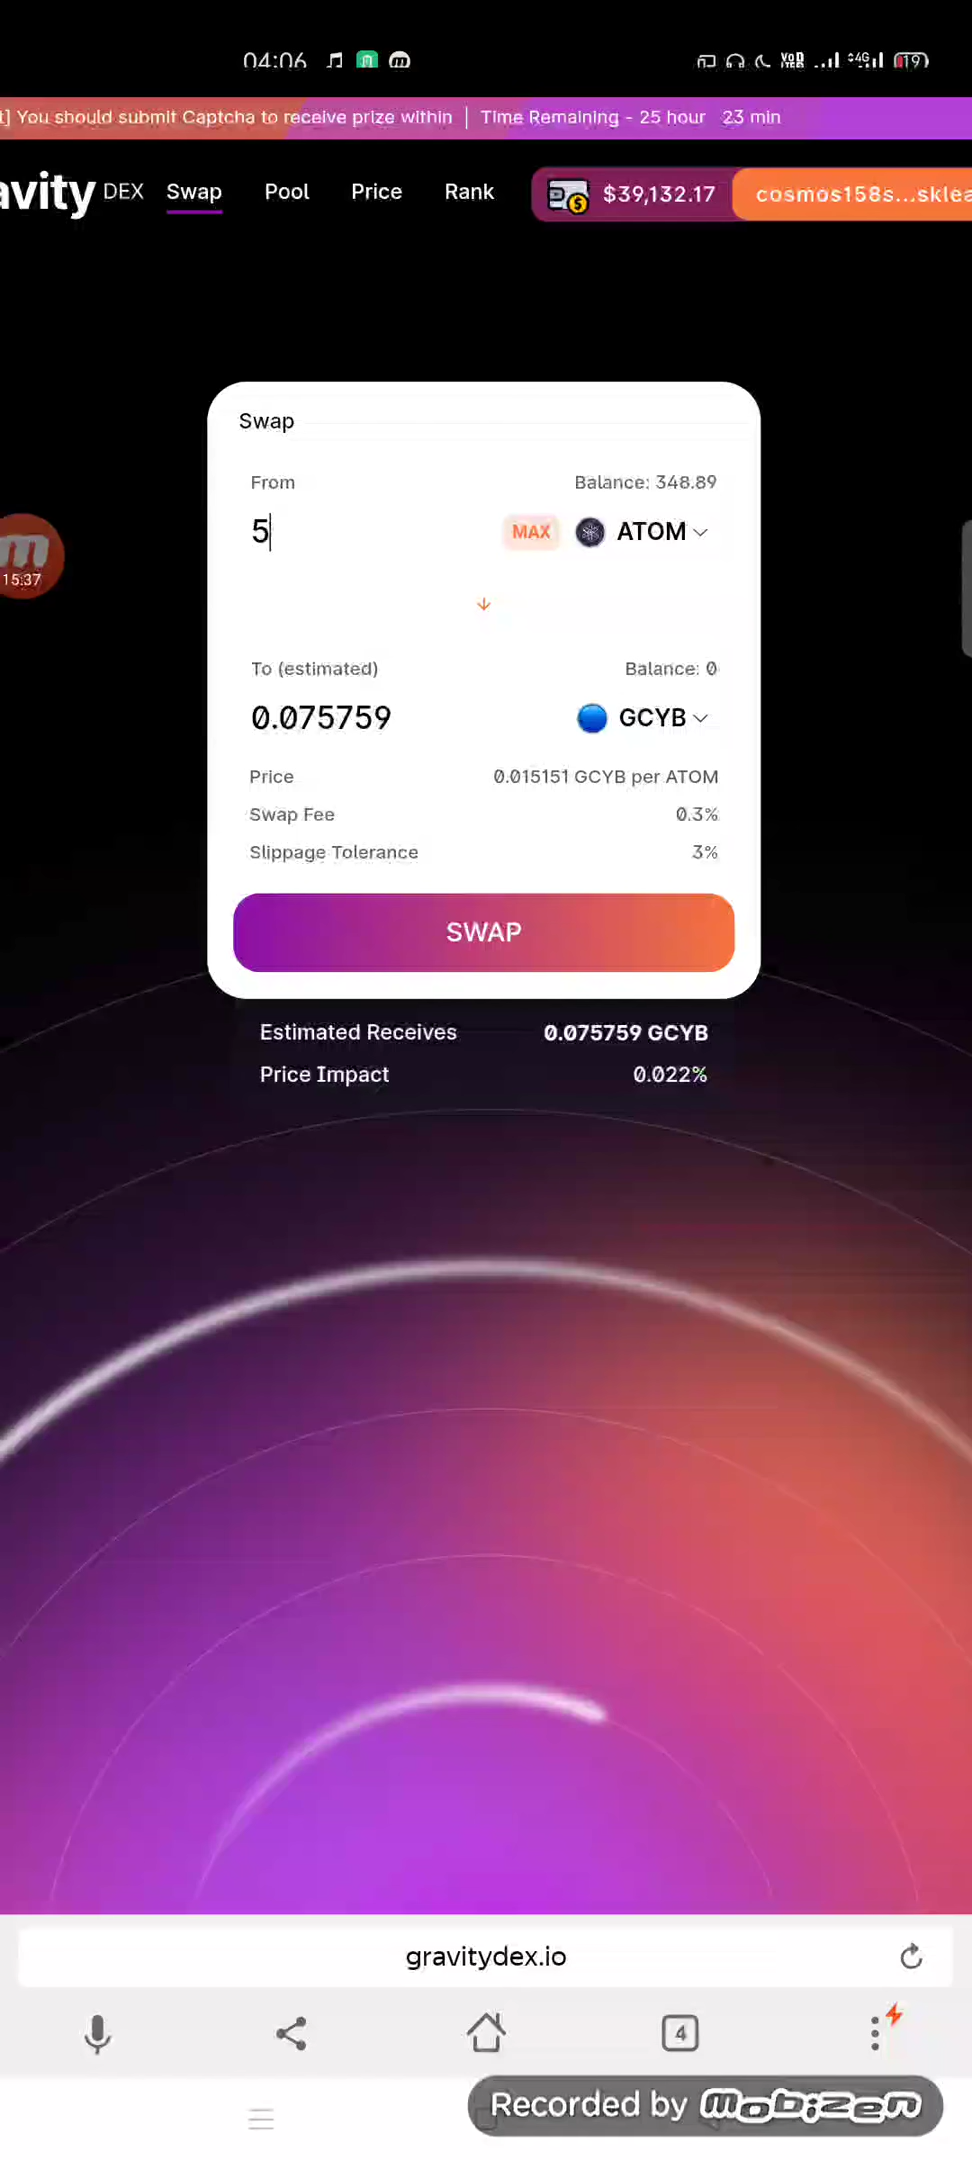 04:06 4G 19
t] You should submit Captcha to receive prize within | Time Remaining - 25 hour 23 min
avity DEX Swap Pool Price Rank $39,132.17 cosmos158s...sklea
Swap
From Balance: 348.89
5 MAX ATOM
15:37
To (estimated) Balance: 0
0.075759 GCYB
Price 0.015151 GCYB per ATOM
Swap Fee 0.3%
Slippage Tolerance 3%
SWAP
Estimated Receives 0.075759 GCYB
Price Impact 0.022%
gravitydex.io
4
Recorded by mobizen